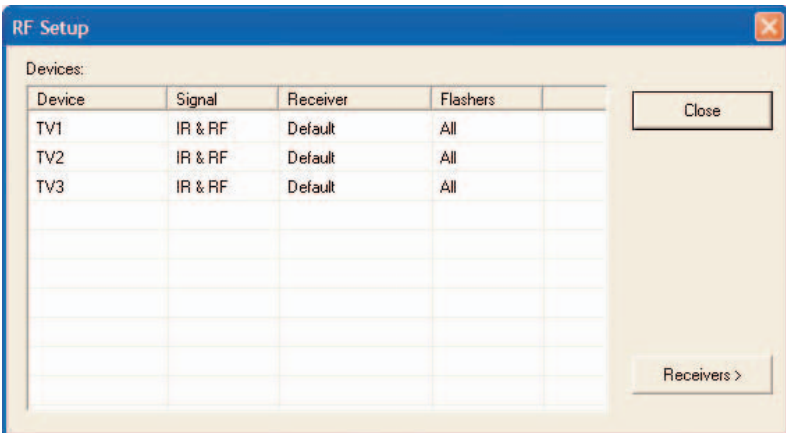 RF Setup
Devices:
Device Signal Receiver Flashers
TV1 IR & RF Default All
TV2 IR & RF Default All
TV3 IR & RF Default All
Close
Receivers >